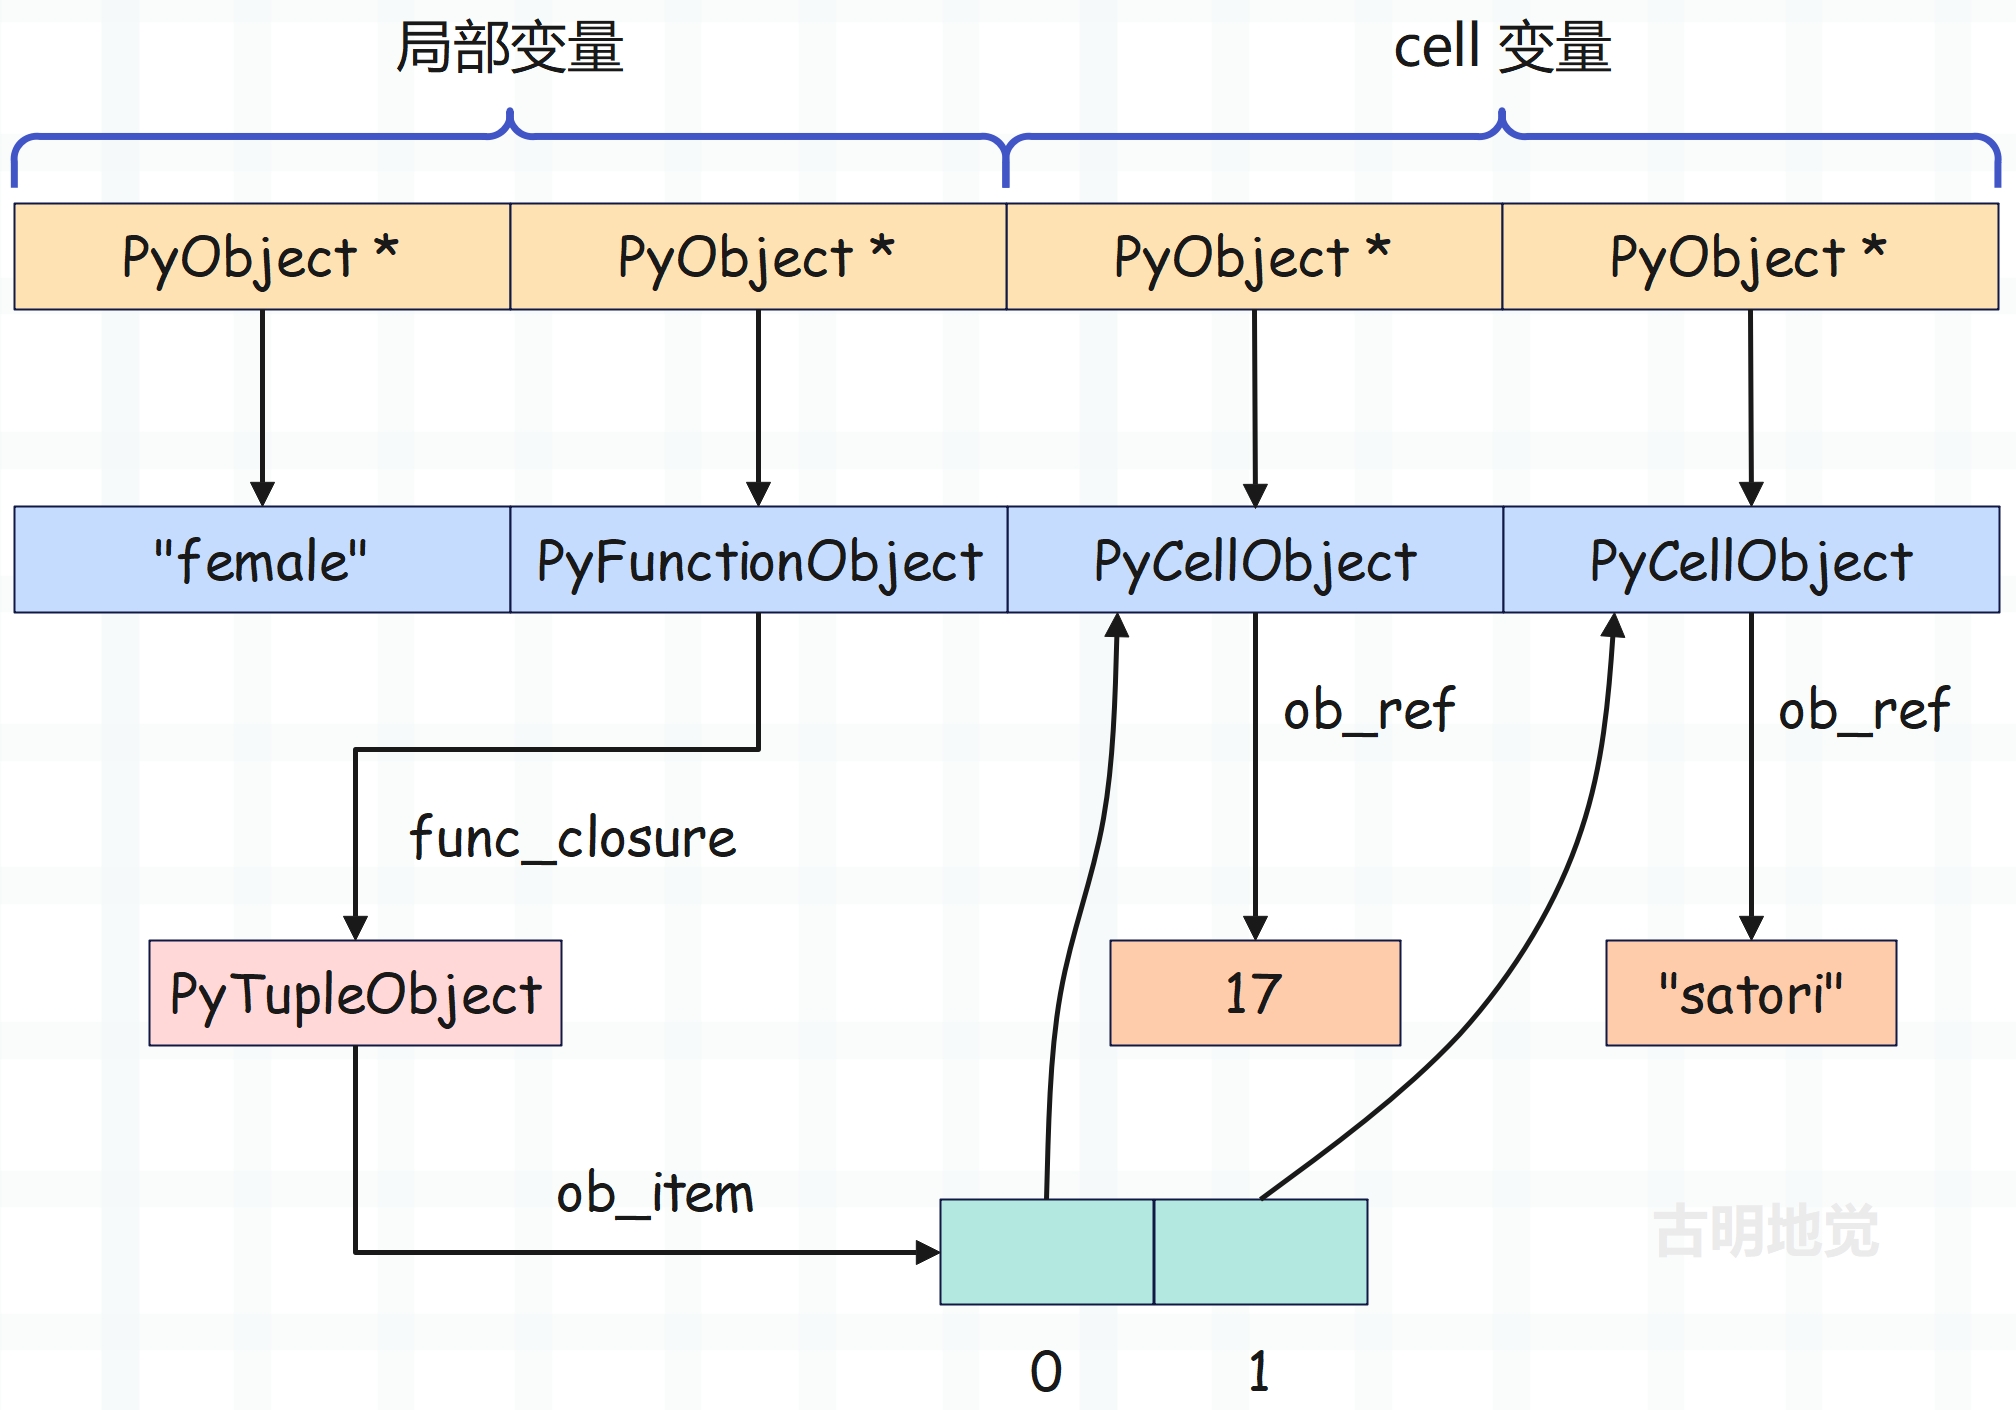 局部变量
cell 变量
PyObject *
PyObject *
PyObject *
PyObject *
"female"
PyFunctionObject
PyCellObject
PyCellObject
ob_ref
ob_ref
func_closure
PyTupleObject
17
"satori"
ob_item
古明地觉
0
1